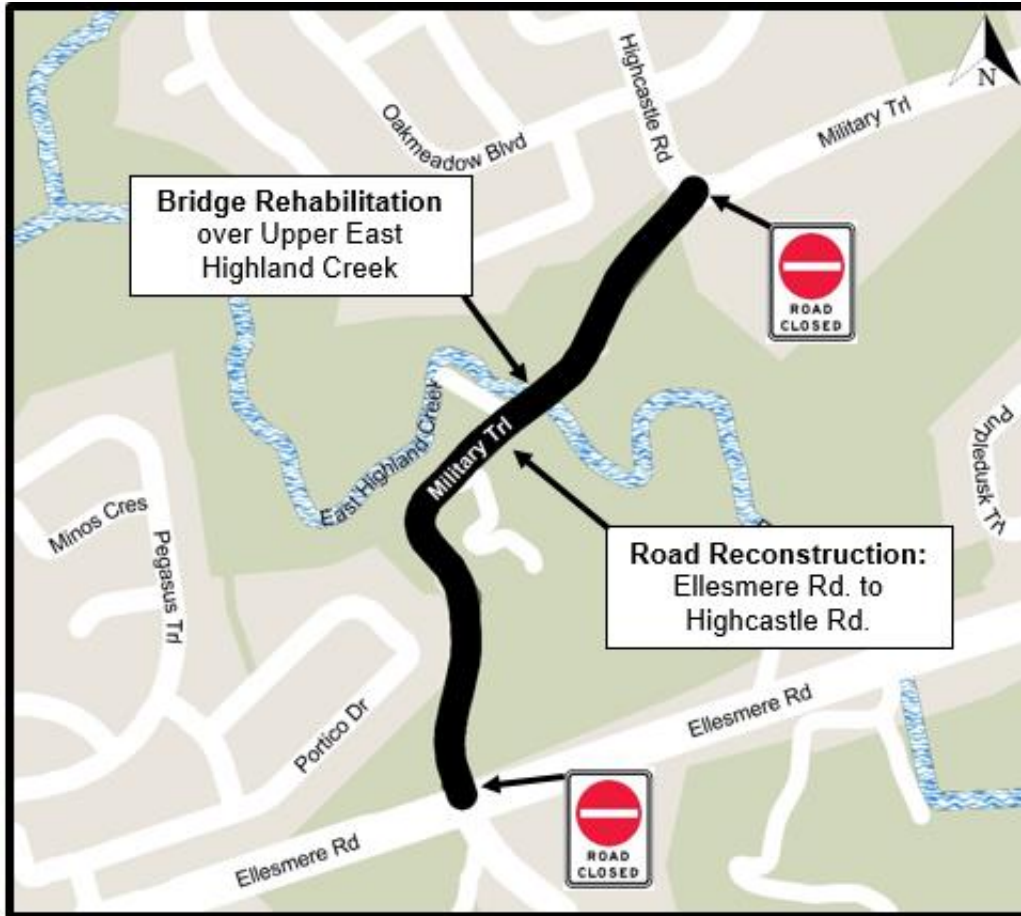 Highcastle Rd
N
Military Trl
Oakmeadow Blvd
Bridge Rehabilitation
over Upper East
Highland Creek
ROAD
CLOSED
East Highland Creek
Military Trl
Purpledusk Trl
Minos Cres
Pegasus Trl
Road Reconstruction:
Ellesmere Rd. to
Highcastle Rd.
Portico Dr
Ellesmere Rd
Ellesmere Rd
ROAD
CLOSED